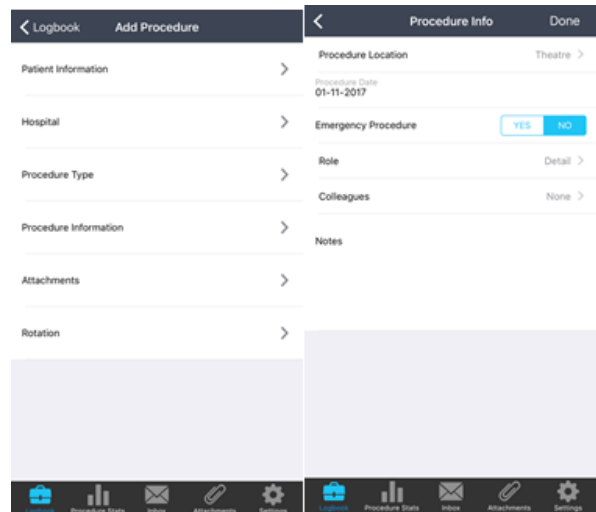 Logbook Add Procedure
Patient Information
Hospital
Procedure Type
Procedure Information
Attachments
Rotation
Logbook Procedure Stats Inbox Attachments Settings
Procedure Info Done
Procedure Location Theatre
Procedure Date
01-11-2017
Emergency Procedure YES NO
Role Detail
Colleagues None
Notes
Logbook Procedure Stats Inbox Attachments Settings